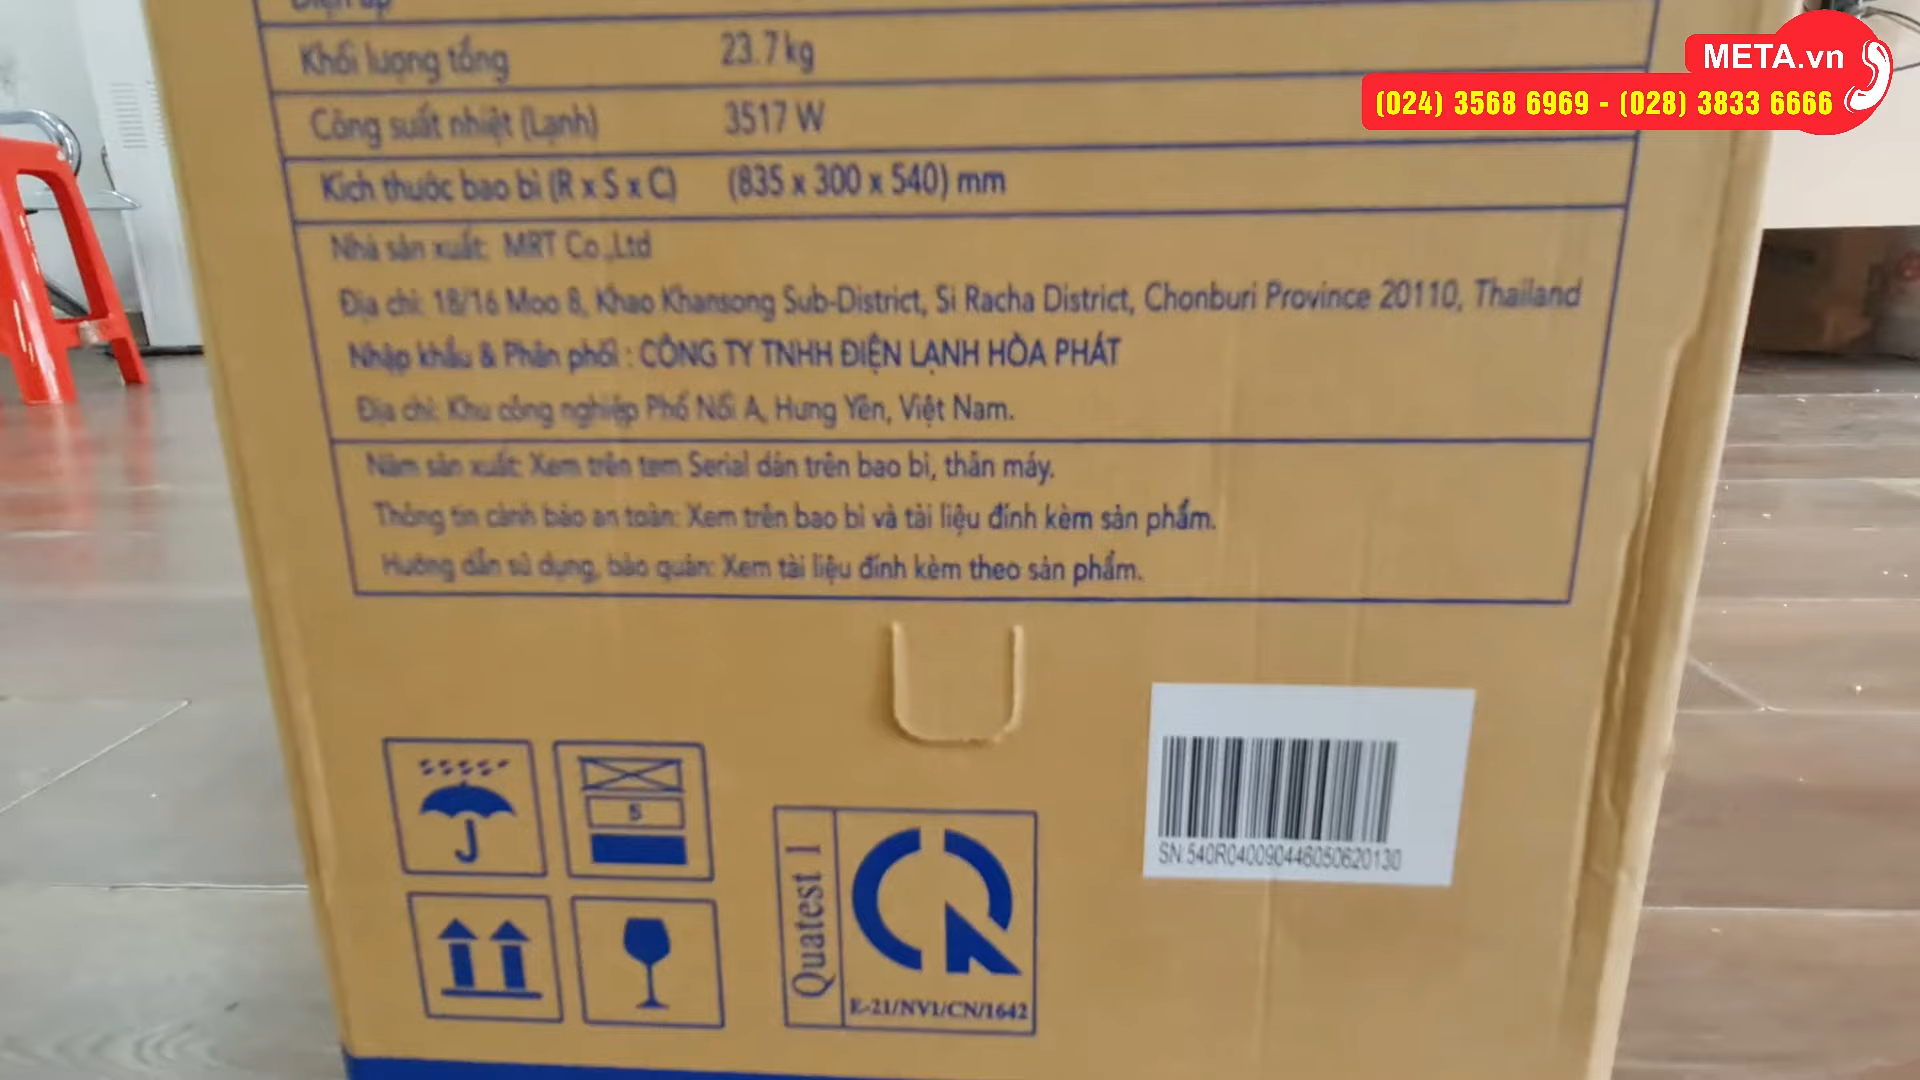 Điện áp
META.vn
(024) 3568 6969 - (028) 3833 6666
Khối lượng tổng 23.7 kg
Công suất nhiệt (Lạnh) 3517 W
Kích thước bao bì (R x S x C) (835 x 300 x 540) mm
Nhà sản xuất: MRT Co.,Ltd
Địa chỉ: 18/16 Moo 8, Khao Khansong Sub-District, Si Racha District, Chonburi Province 20110, Thailand
Nhập khẩu & Phân phối : CÔNG TY TNHH ĐIỆN LẠNH HÒA PHÁT
Địa chỉ: Khu công nghiệp Phố Nối A, Hưng Yên, Việt Nam.
Năm sản xuất: Xem trên tem Serial dán trên bao bì, thân máy.
Thông tin cảnh báo an toàn: Xem trên bao bì và tài liệu đính kèm sản phẩm.
Hướng dẫn sử dụng, bảo quản: Xem tài liệu đính kèm theo sản phẩm.
5
Quatest 1
E-21/NV1/CN/1642
SN:540R040090446050620130